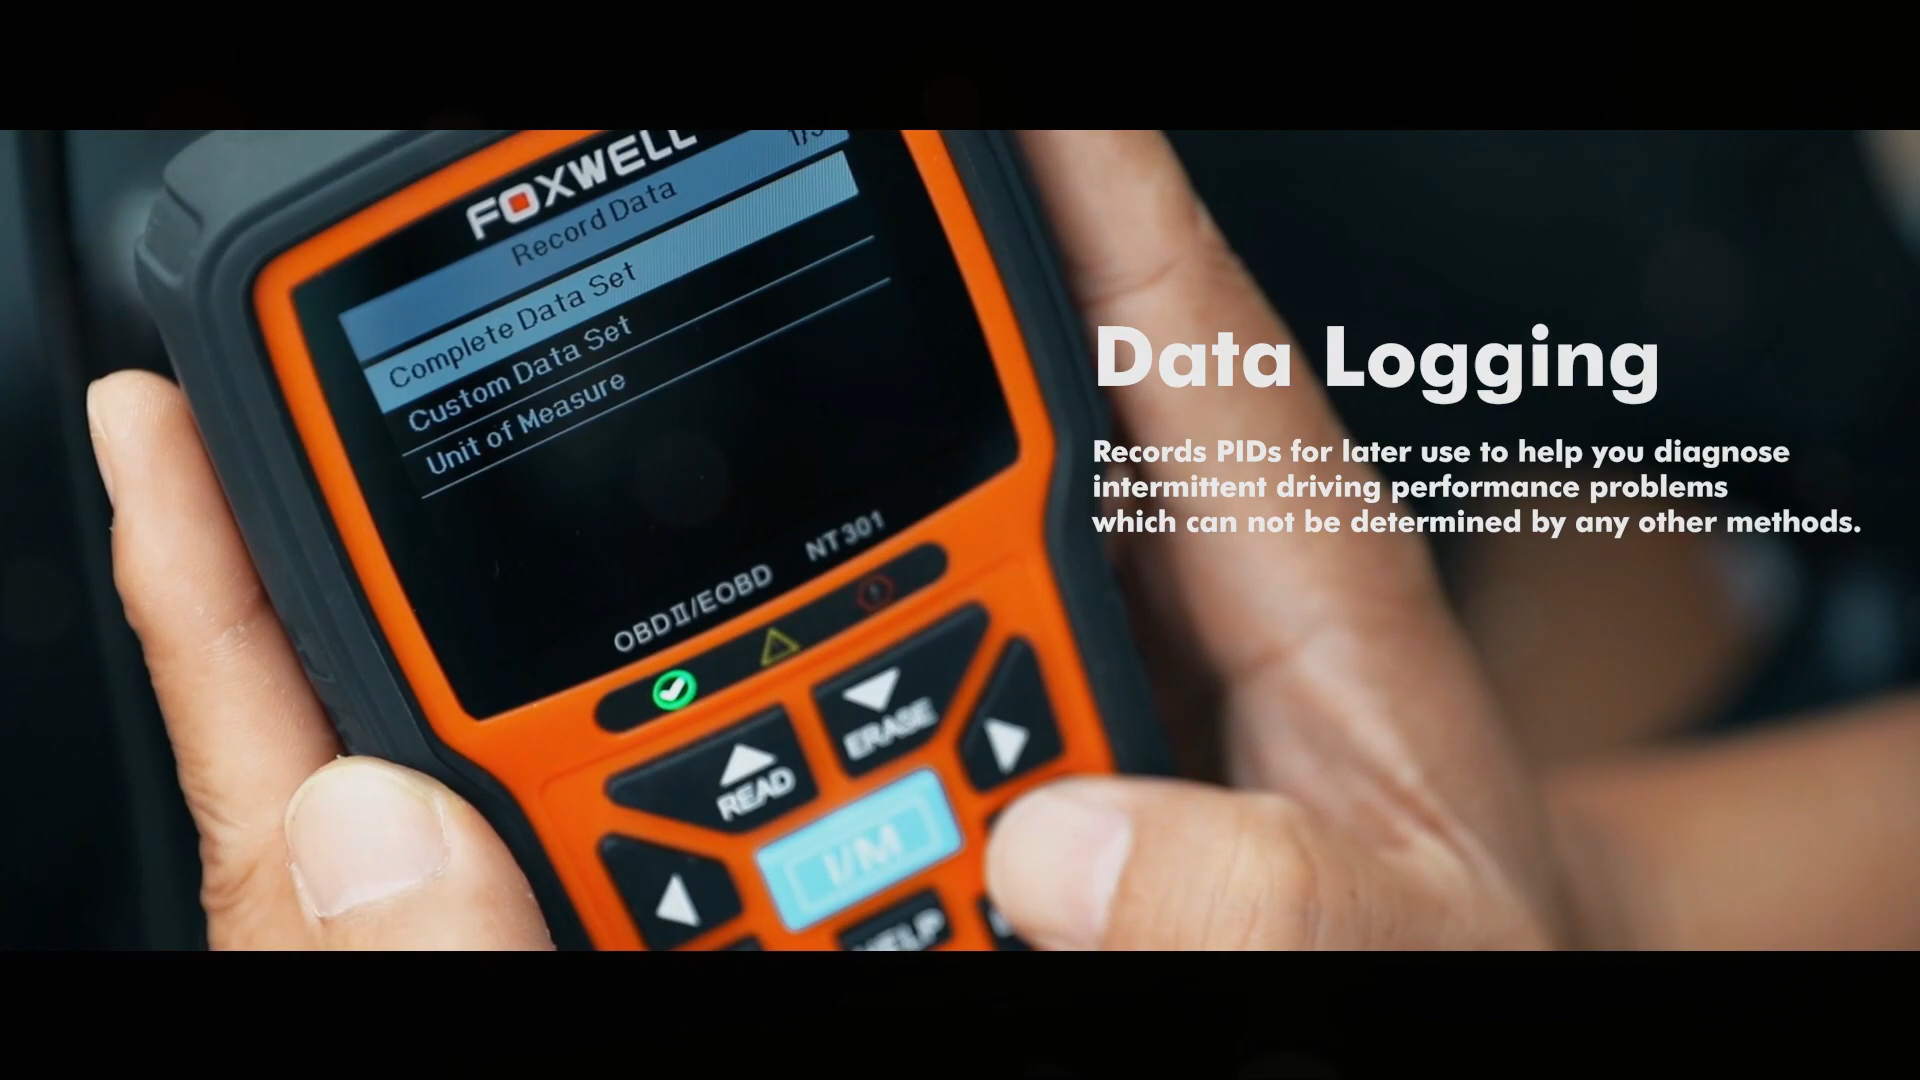 FOXWELL
Record Data
Complete Data Set
Custom Data Set
Unit of Measure
OBDII/EOBD NT301
READ
ERASE
I/M
HELP
Data Logging
Records PIDs for later use to help you diagnose
intermittent driving performance problems
which can not be determined by any other methods.